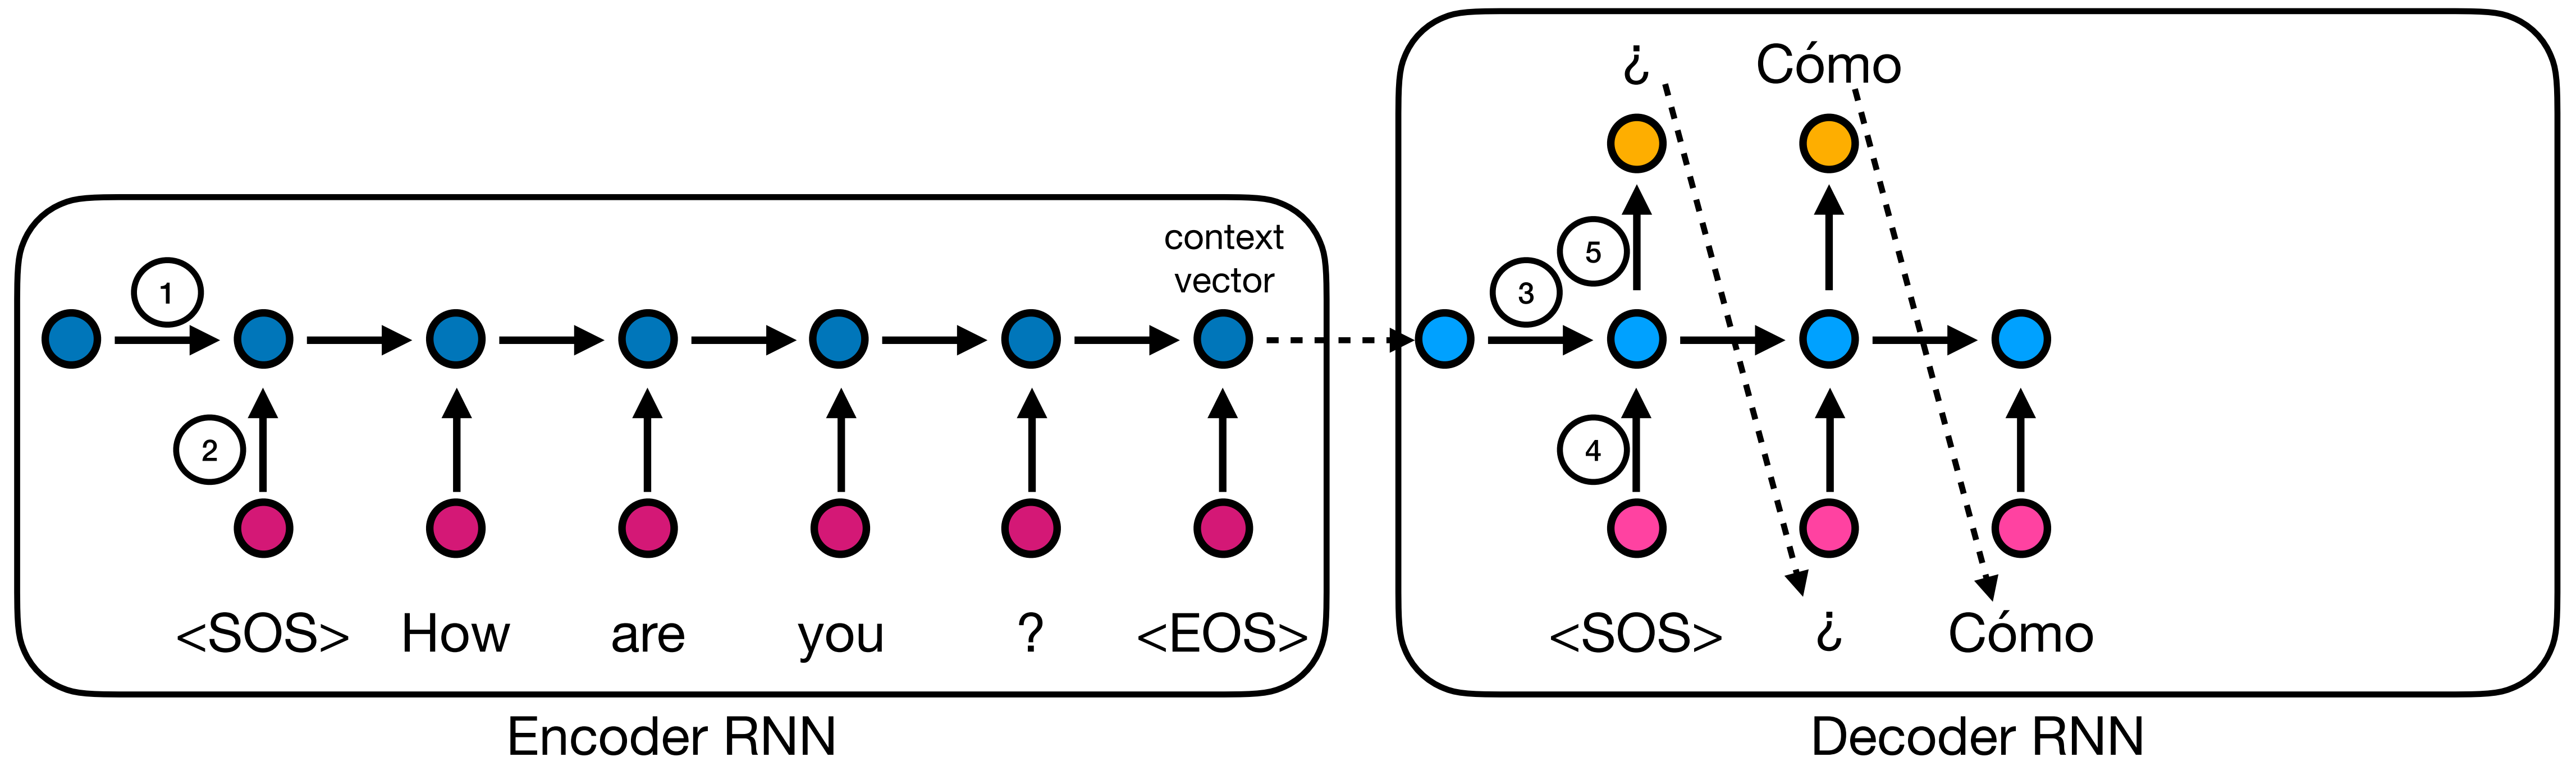 ¿ Cómo
context
vector
1
5
3
2
4
<SOS> How are you ? <EOS>
<SOS> ¿ Cómo
Encoder RNN
Decoder RNN